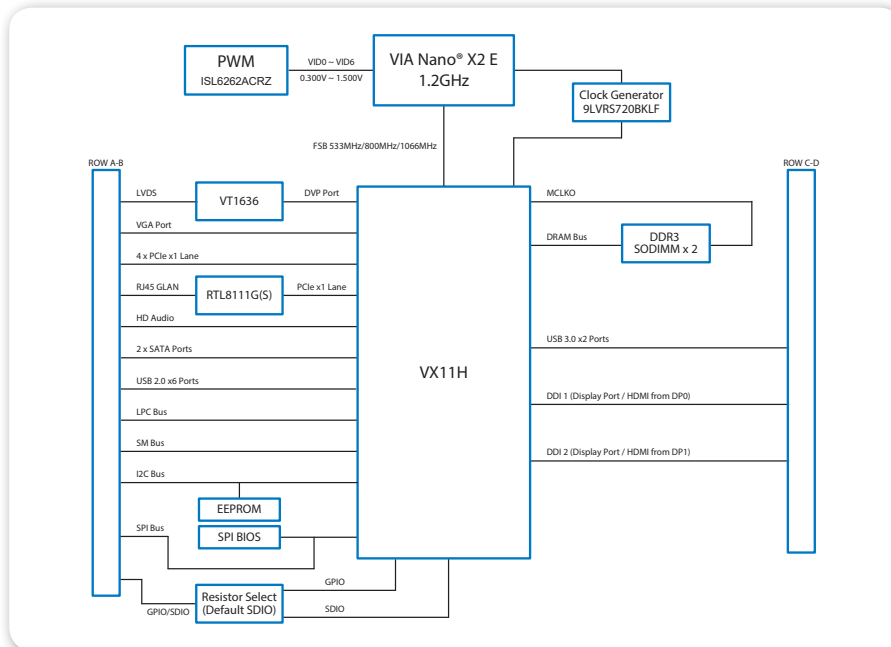 PWM
ISL6262ACRZ
VID0 ~ VID6
0.300V ~ 1.500V
VIA Nano® X2 E
1.2GHz
Clock Generator
9LVRS720BKLF
FSB 533MHz/800MHz/1066MHz
ROW A-B
ROW C-D
LVDS
VT1636
DVP Port
MCLKO
VGA Port
DRAM Bus
DDR3
SODIMM x 2
4 x PCIe x1 Lane
RJ45 GLAN
RTL8111G(S)
PCIe x1 Lane
HD Audio
USB 3.0 x2 Ports
2 x SATA Ports
VX11H
USB 2.0 x6 Ports
DDI 1 (Display Port / HDMI from DP0)
LPC Bus
SM Bus
DDI 2 (Display Port / HDMI from DP1)
I2C Bus
EEPROM
SPI Bus
SPI BIOS
GPIO
Resistor Select
(Default SDIO)
GPIO/SDIO
SDIO